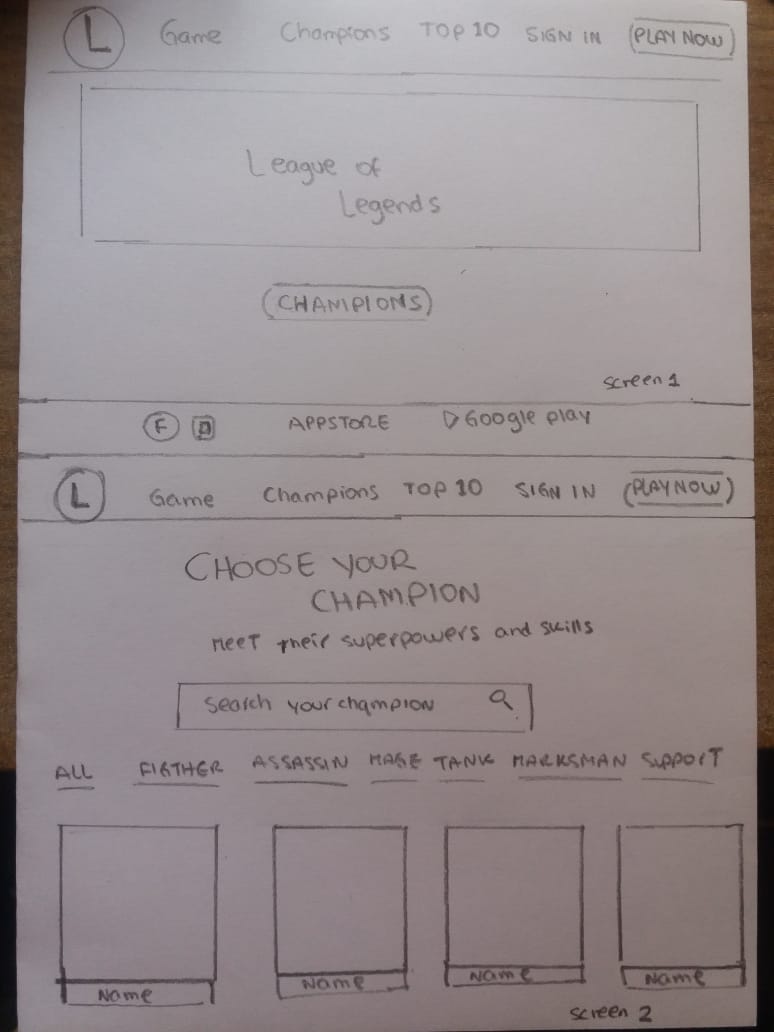 L Game Champions TOP 10 SIGN IN PLAY NOW
League of
Legends
CHAMPIONS
Screen 1
F APPSTORE Google play
L Game Champions TOP 10 SIGN IN PLAY NOW
CHOOSE YOUR
CHAMPION
MEET their superpowers and skills
Search your champion
ALL FIGTHER ASSASSIN MAGE TANK MARKSMAN SUPPORT
Name Name Name Name
Screen 2